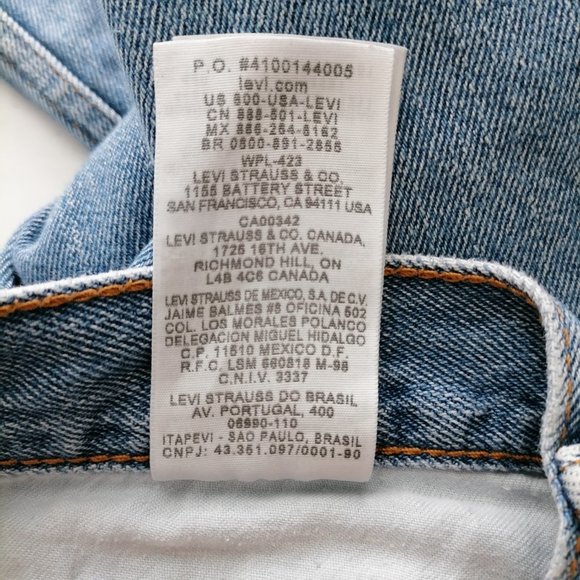 P.O. #4100144005
levi.com
US 800-USA-LEVI
CN 888-501-LEVI
MX 866-264-8162
BR 0800-891-2855
WPL-423
LEVI STRAUSS & CO.
1155 BATTERY STREET
SAN FRANCISCO, CA 94111 USA
CA00342
LEVI STRAUSS & CO. CANADA,
1725 16TH AVE,
RICHMOND HILL, ON
L4B 4C6 CANADA
LEVI STRAUSS DE MEXICO, S.A. DE C.V.
JAIME BALMES #8 OFICINA 502
COL. LOS MORALES POLANCO
DELEGACION MIGUEL HIDALGO
C.P. 11510 MEXICO D.F.
R.F.C. LSM 660818 M-98
C.N.I.V. 3337
LEVI STRAUSS DO BRASIL
AV. PORTUGAL, 400
06690-110
ITAPEVI - SAO PAULO, BRASIL
CNPJ: 43.351.097/0001-90